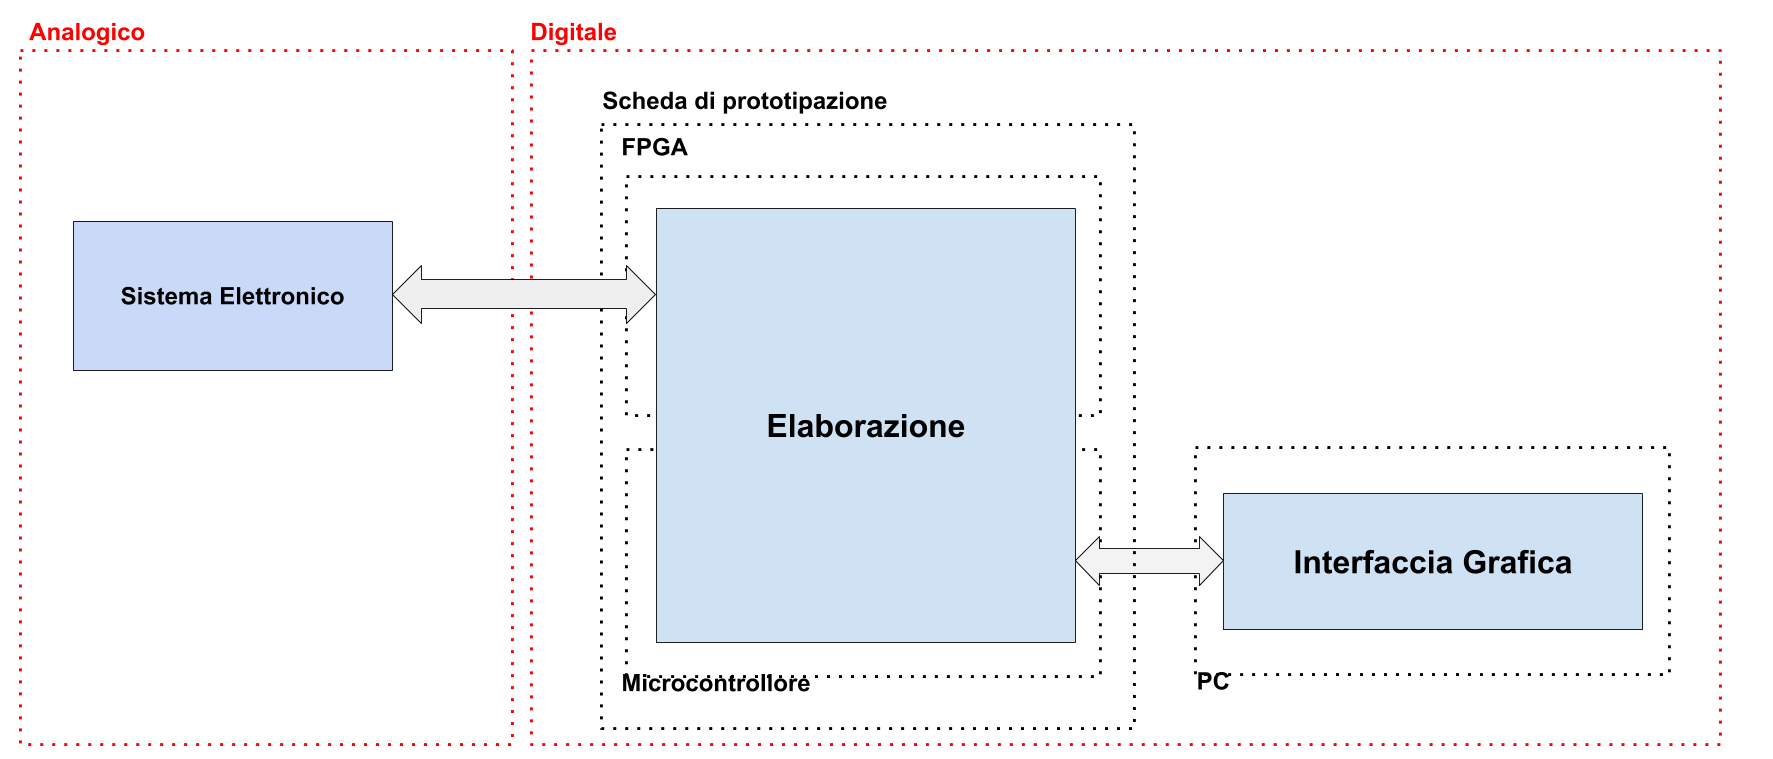 Analogico
Digitale
Scheda di prototipazione
FPGA
Sistema Elettronico
Elaborazione
Interfaccia Grafica
Microcontrollore
PC